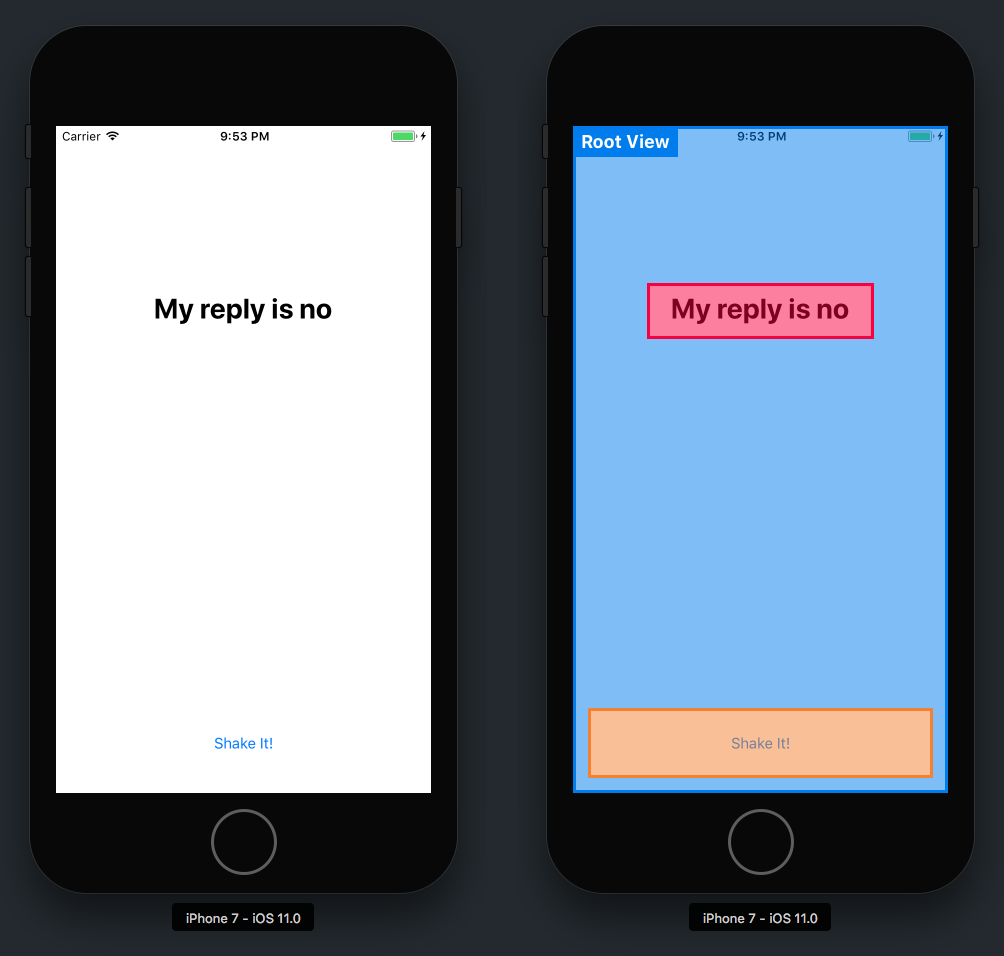 Carrier
9:53 PM
My reply is no
Shake It!
iPhone 7 - iOS 11.0
Root View
9:53 PM
My reply is no
Shake It!
iPhone 7 - iOS 11.0